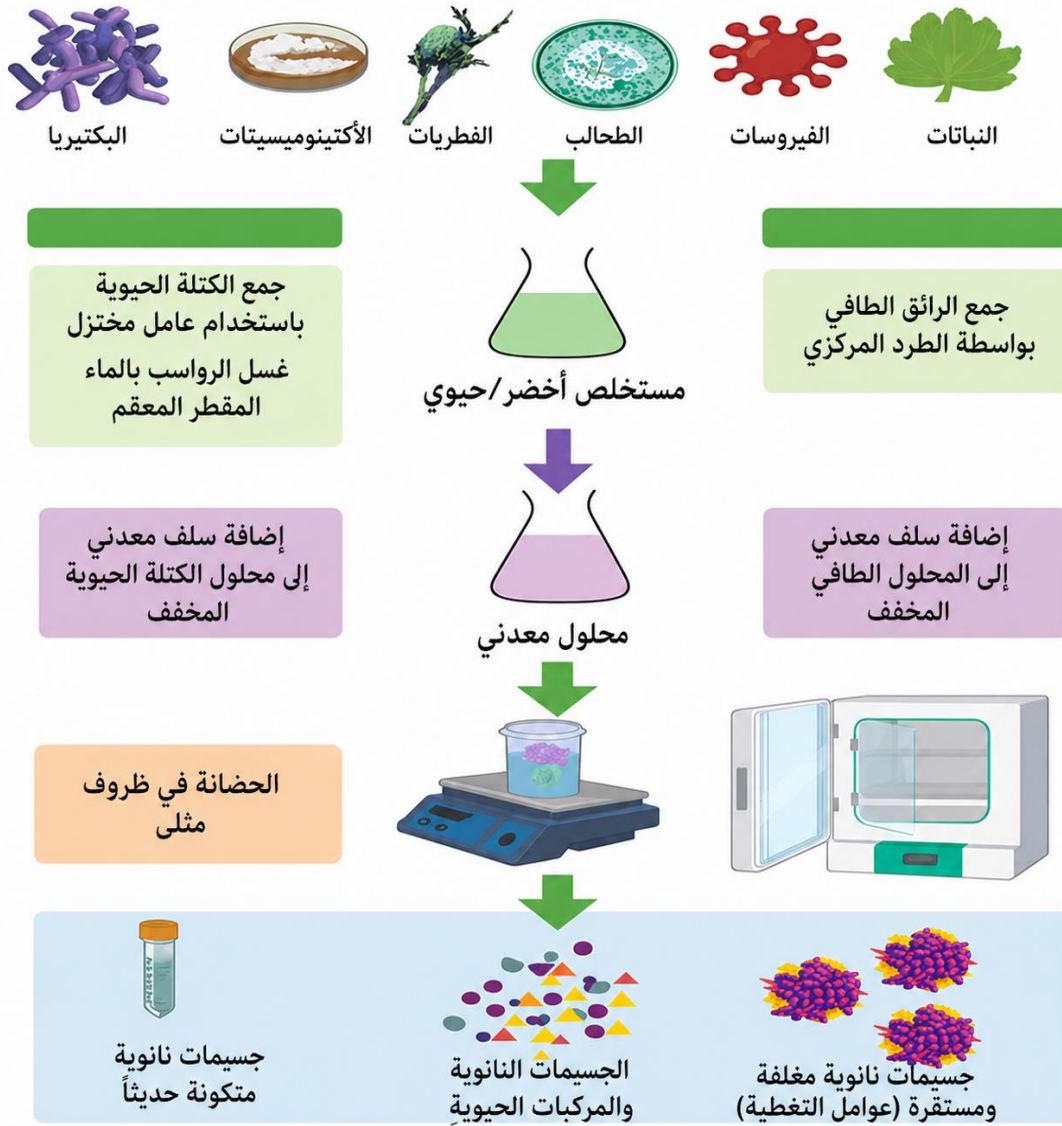 النباتات
الفيروسات
الطحالب
الفطريات
الأكتينوميسيتات
البكتيريا
جمع الرائق الطافي
بواسطة الطرد المركزي
مستخلص أخضر/حيوي
جمع الكتلة الحيوية
باستخدام عامل مختزل
غسل الرواسب بالماء
المقطر المعقم
إضافة سلف معدني
إلى المحلول الطافي
المخفف
محلول معدني
إضافة سلف معدني
إلى محلول الكتلة الحيوية
المخفف
الحضانة في ظروف
مثلى
جسيمات نانوية مغلفة
ومستقرة (عوامل التغطية)
الجسيمات النانوية
والمركبات الحيوية
جسيمات نانوية
متكونة حديثاً